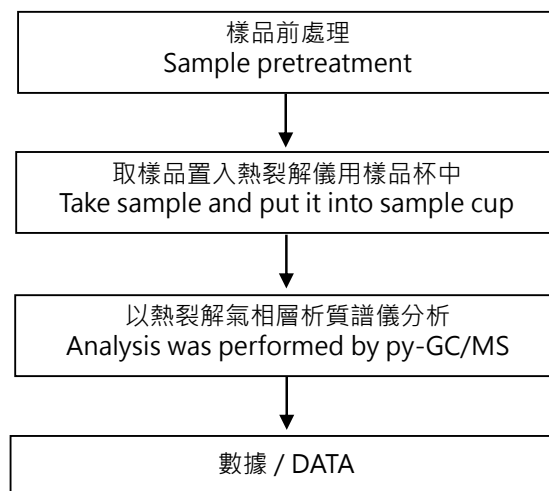 樣品前處理
Sample pretreatment
取樣品置入熱裂解儀用樣品杯中
Take sample and put it into sample cup
以熱裂解氣相層析質譜儀分析
Analysis was performed by py-GC/MS
數據 / DATA